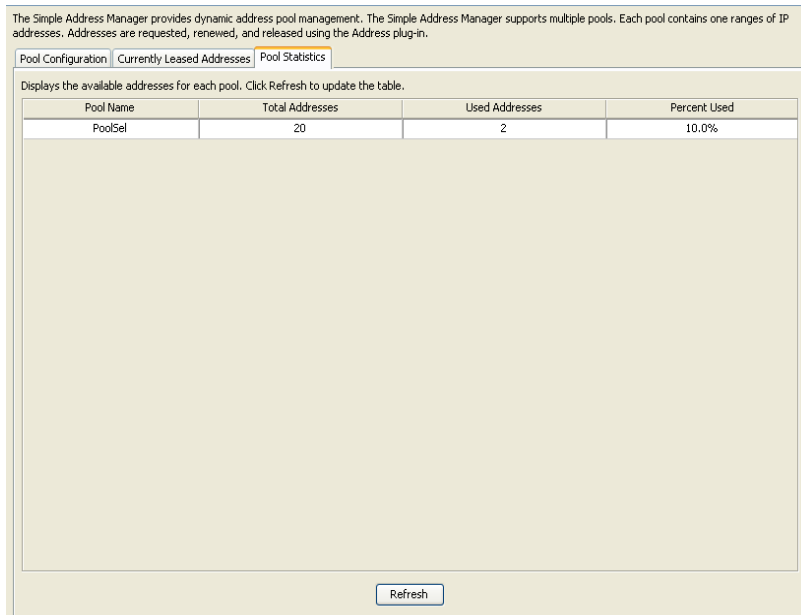 The Simple Address Manager provides dynamic address pool management. The Simple Address Manager supports multiple pools. Each pool contains one ranges of IP
addresses. Addresses are requested, renewed, and released using the Address plug-in.
Pool Configuration Currently Leased Addresses Pool Statistics
Displays the available addresses for each pool. Click Refresh to update the table.
Pool Name Total Addresses Used Addresses Percent Used
PoolSel 20 2 10.0%
Refresh